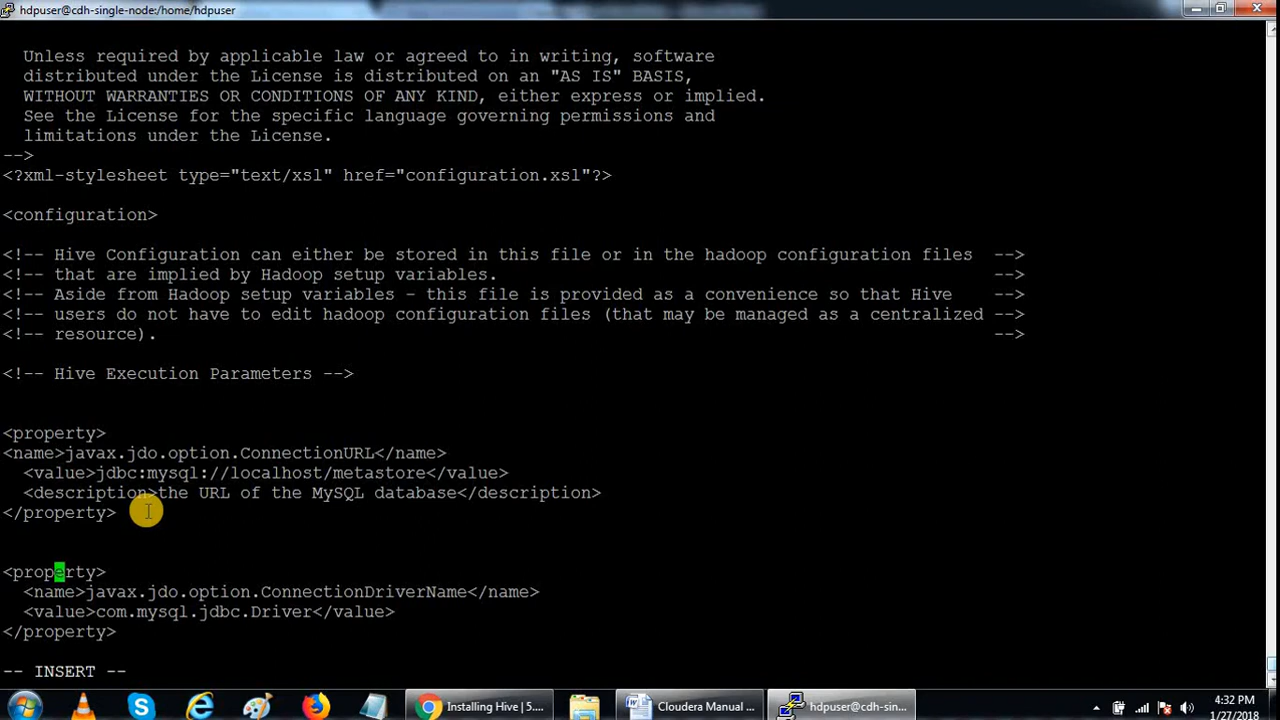 hdpuser@cdh-single-node:/home/hdpuser
Unless required by applicable law or agreed to in writing, software
distributed under the License is distributed on an "AS IS" BASIS,
WITHOUT WARRANTIES OR CONDITIONS OF ANY KIND, either express or implied.
See the License for the specific language governing permissions and
limitations under the License.
-->
<?xml-stylesheet type="text/xsl" href="configuration.xsl"?>
<configuration>
<!-- Hive Configuration can either be stored in this file or in the hadoop configuration files -->
<!-- that are implied by Hadoop setup variables. -->
<!-- Aside from Hadoop setup variables - this file is provided as a convenience so that Hive -->
<!-- users do not have to edit hadoop configuration files (that may be managed as a centralized -->
<!-- resource). -->
<!-- Hive Execution Parameters -->
<property>
<name>javax.jdo.option.ConnectionURL</name>
<value>jdbc:mysql://localhost/metastore</value>
<description>the URL of the MySQL database</description>
</property>
<property>
<name>javax.jdo.option.ConnectionDriverName</name>
<value>com.mysql.jdbc.Driver</value>
</property>
-- INSERT --
Installing Hive | 5....
Cloudera Manual ...
hdpuser@cdh-sin...
4:32 PM
1/27/2018